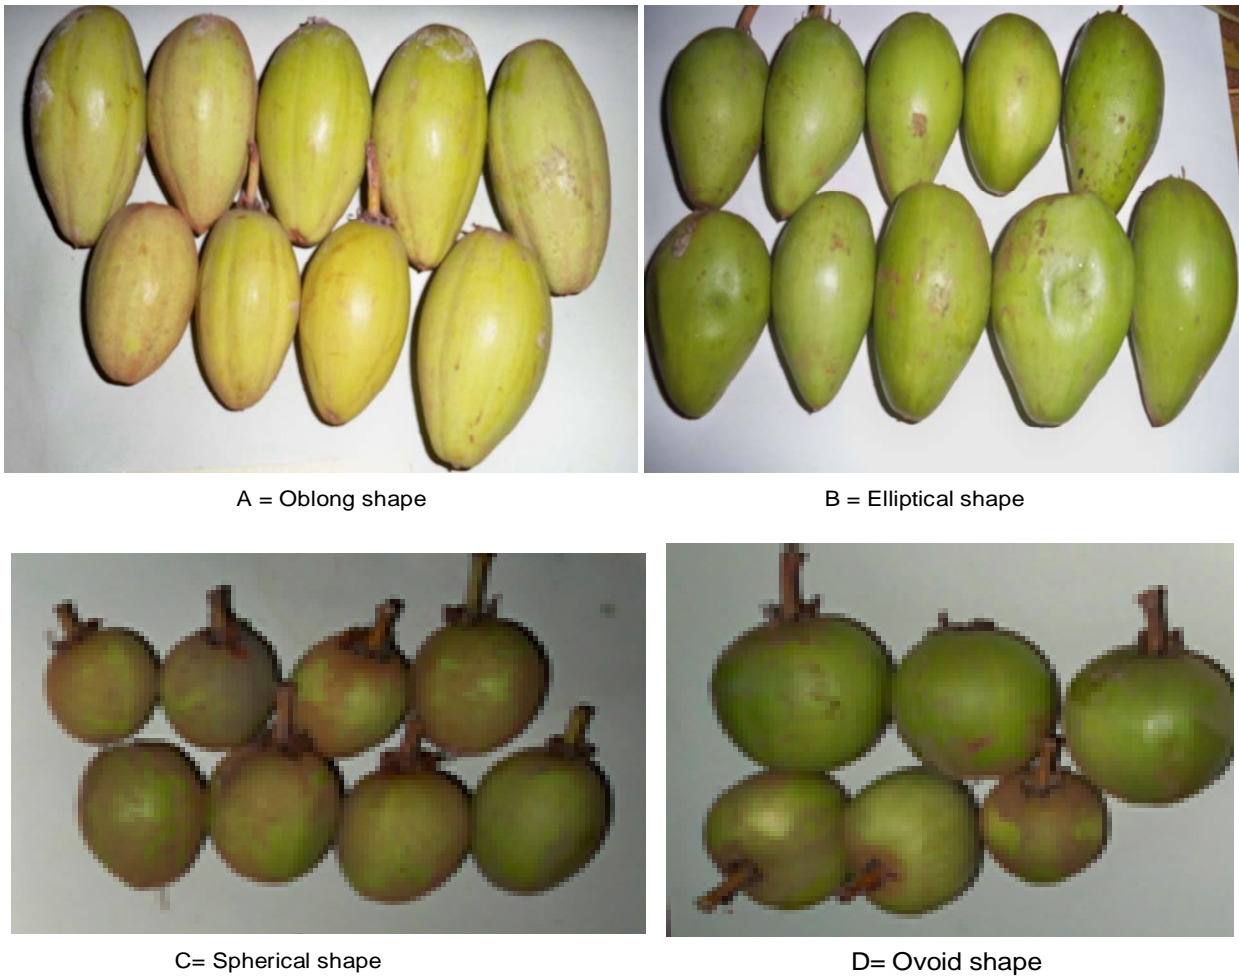 A = Oblong shape
B = Elliptical shape
C= Spherical shape
D= Ovoid shape